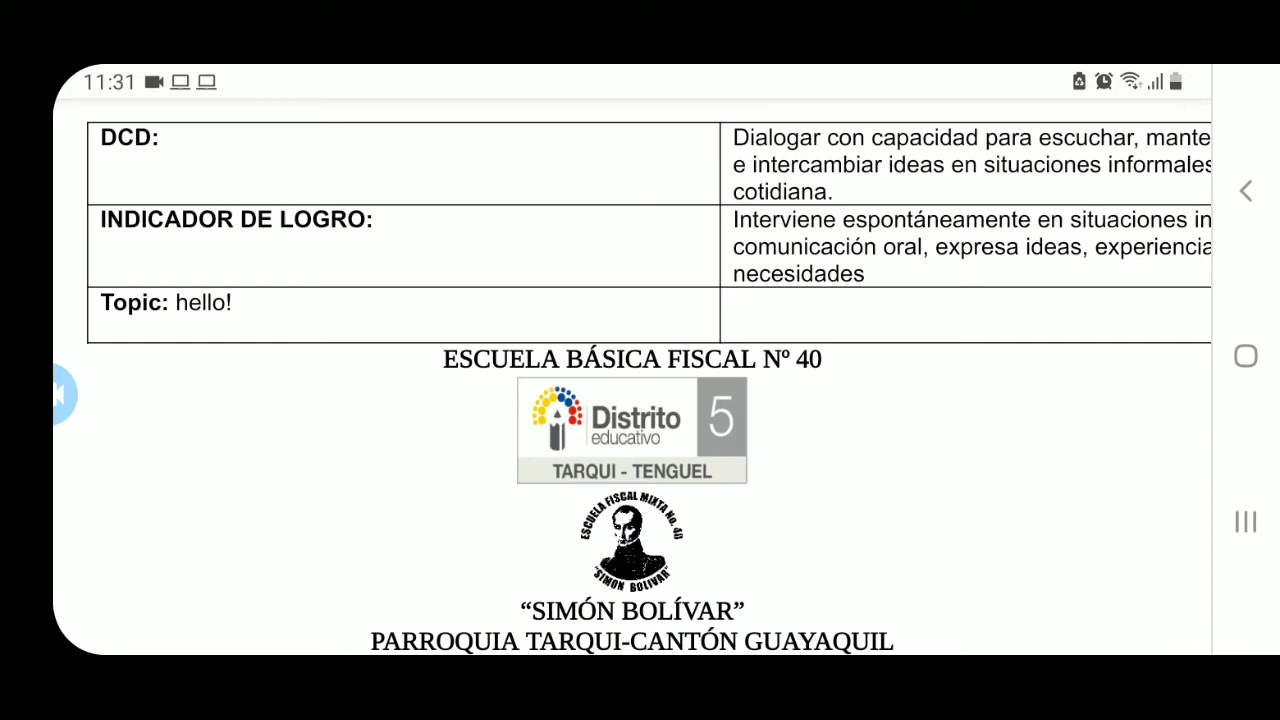 11:31
DCD:
Dialogar con capacidad para escuchar, mante
e intercambiar ideas en situaciones informales
cotidiana.
INDICADOR DE LOGRO:
Interviene espontáneamente en situaciones in
comunicación oral, expresa ideas, experiencia
necesidades
Topic: hello!
ESCUELA BÁSICA FISCAL Nº 40
Distrito
educativo
5
TARQUI - TENGUEL
ESCUELA FISCAL MIXTA No. 40
"SIMON BOLIVAR"
“SIMÓN BOLÍVAR”
PARROQUIA TARQUI-CANTÓN GUAYAQUIL